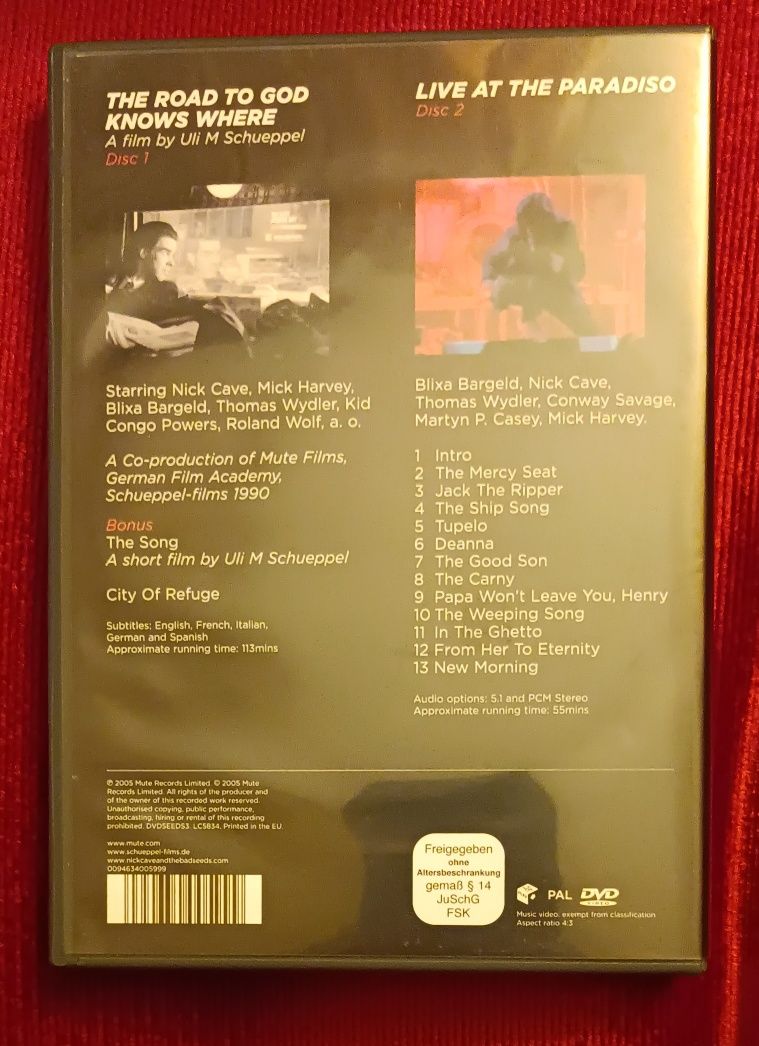 THE ROAD TO GOD
KNOWS WHERE
A film by Uli M Schueppel
Disc 1
Starring Nick Cave, Mick Harvey,
Blixa Bargeld, Thomas Wydler, Kid
Congo Powers, Roland Wolf, a. o.
A Co-production of Mute Films,
German Film Academy,
Schueppel-films 1990
Bonus
The Song
A short film by Uli M Schueppel
City Of Refuge
Subtitles: English, French, Italian,
German and Spanish
Approximate running time: 113mins
LIVE AT THE PARADISO
Disc 2
Blixa Bargeld, Nick Cave,
Thomas Wydler, Conway Savage,
Martyn P. Casey, Mick Harvey.
1 Intro
2 The Mercy Seat
3 Jack The Ripper
4 The Ship Song
5 Tupelo
6 Deanna
7 The Good Son
8 The Carny
9 Papa Won't Leave You, Henry
10 The Weeping Song
11 In The Ghetto
12 From Her To Eternity
13 New Morning
Audio options: 5.1 and PCM Stereo
Approximate running time: 55mins
℗ 2005 Mute Records Limited. © 2005 Mute
Records Limited. All rights of the producer and
of the owner of this recorded work reserved.
Unauthorised copying, public performance,
broadcasting, hiring or rental of this recording
prohibited. DVDSEEDS3. LC5834. Printed in the EU.
www.mute.com
www.schueppel-films.de
www.nickcaveandthebadseeds.com
0094634005999
Freigegeben
ohne
Altersbeschränkung
gemäß § 14
JuSchG
FSK
PAL DVD
VIDEO
Music video: exempt from classification
Aspect ratio 4:3